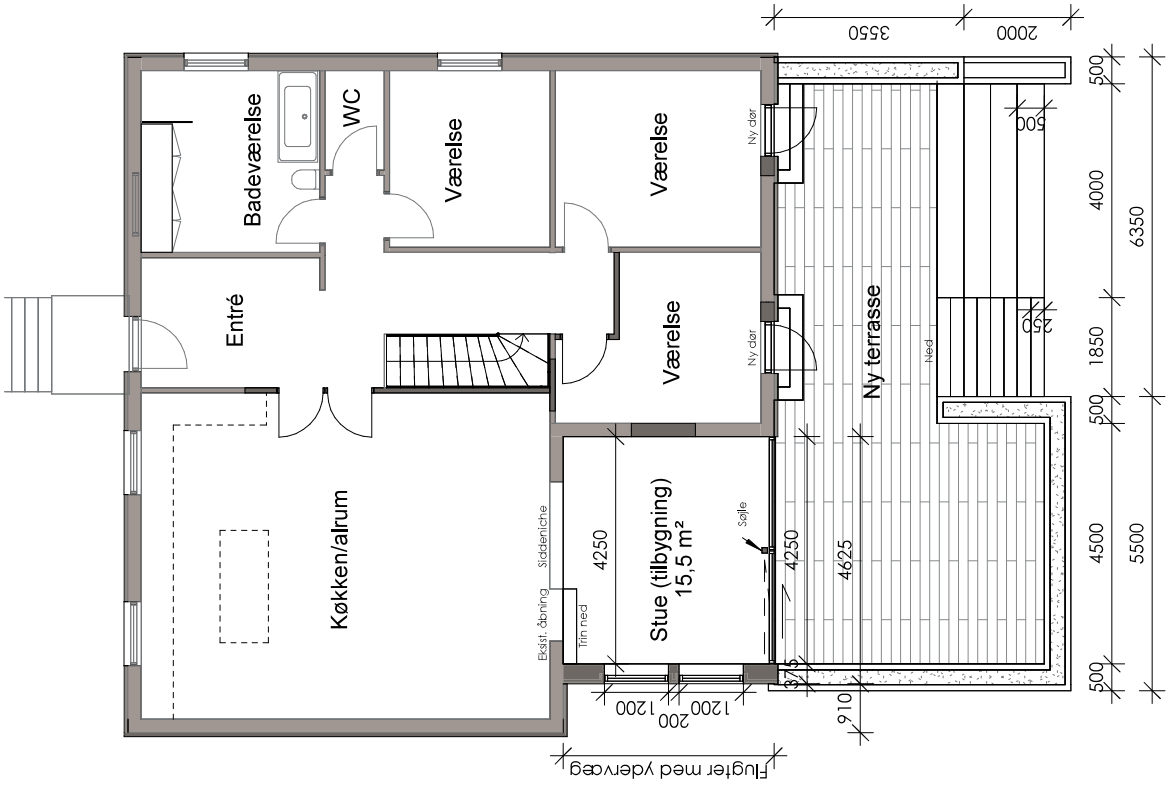 3550
2000
Badeværelse
WC
Værelse
Værelse
Ny dør
500
500
4000
6350
Entré
Værelse
Ny dør
Ny terrasse
Ned
250
1850
500
Køkken/alrum
Siddeniche
Eksist. åbning
Trin ned
4250
Stue (tilbygning)
15,5 m²
Søjle
4250
4625
4500
5500
375
500
910
1200
200
1200
Flugter med ydervæg